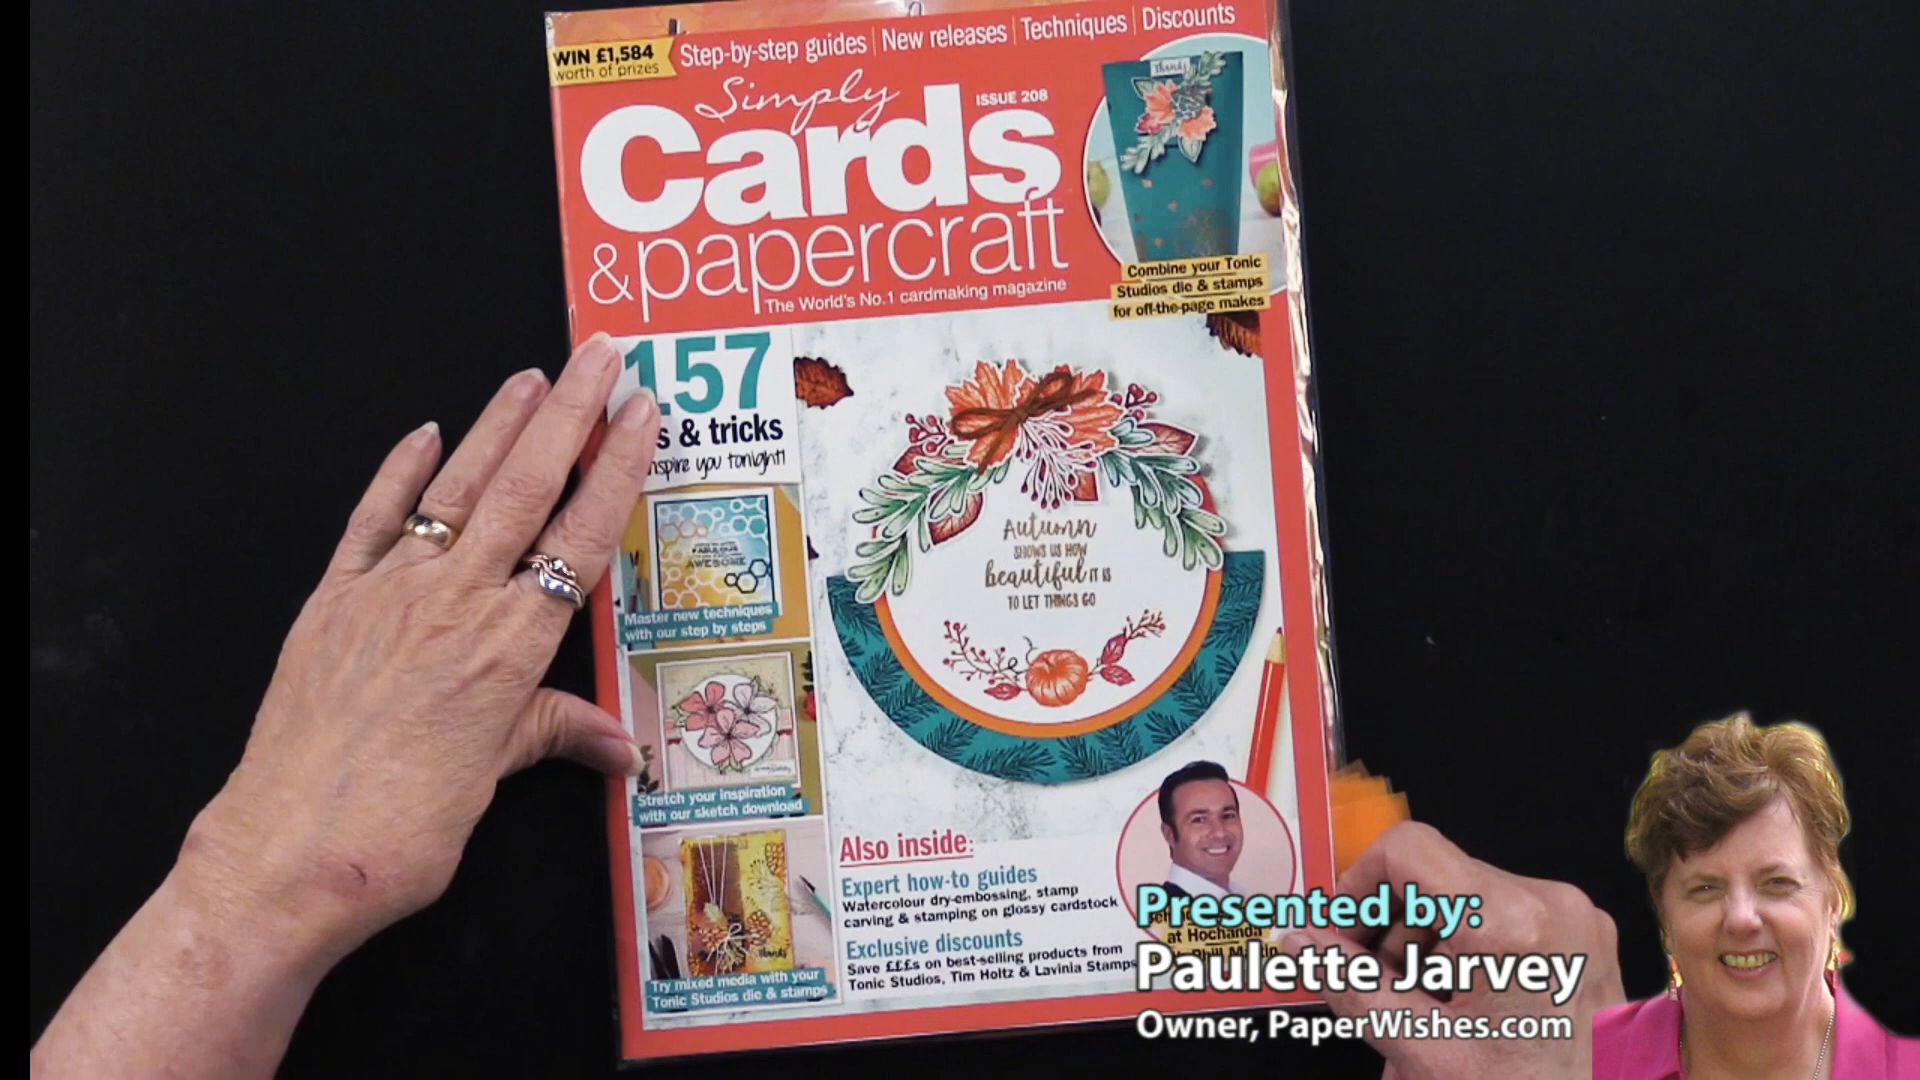 WIN £1,584
worth of prizes
Step-by-step guides | New releases | Techniques | Discounts
Simply
ISSUE 208
Cards
& papercraft
The World's No.1 cardmaking magazine
Thanks
Combine your Tonic
Studios die & stamps
for off-the-page makes
157
& tricks
inspire you tonight!
FABULOUS
AWESOME
Master new techniques
with our step by steps
Stretch your inspiration
with our sketch download
Thanks
Try mixed media with your
Tonic Studios die & stamps
Autumn
SHOWS US HOW
beautiful IT IS
TO LET THINGS GO
Also inside:
Expert how-to guides
Watercolour dry-embossing, stamp
carving & stamping on glossy cardstock
Exclusive discounts
Save £££s on best-selling products from
Tonic Studios, Tim Holtz & Lavinia Stamps
at Hochanda
Presented by:
Paulette Jarvey
Owner, PaperWishes.com